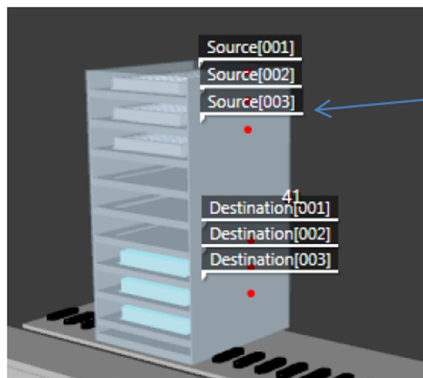 Source[001]
Source[002]
Source[003]
41
Destination[001]
Destination[002]
Destination[003]